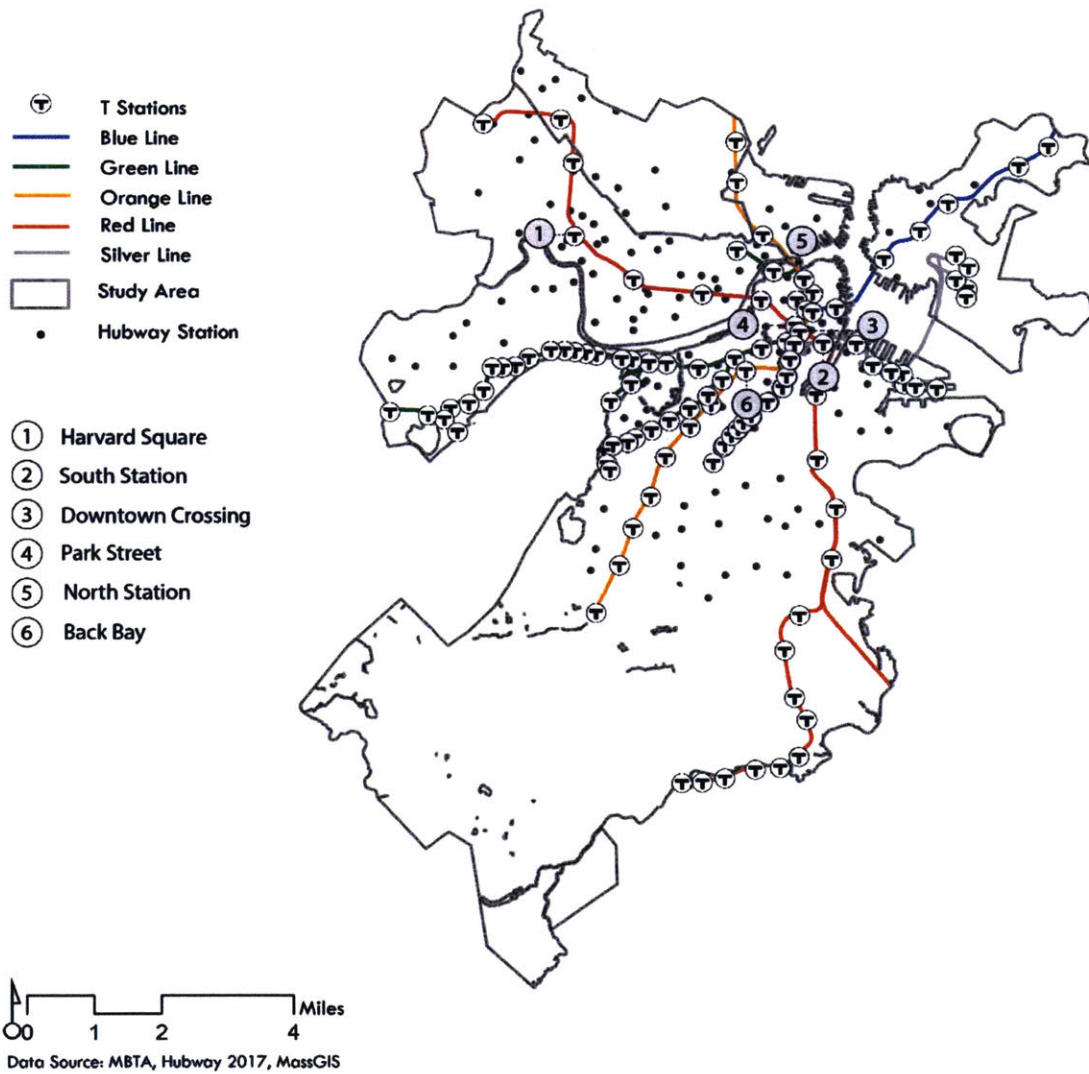 T Stations
Blue Line
Green Line
Orange Line
Red Line
Silver Line
Study Area
Hubway Station
1 Harvard Square
2 South Station
3 Downtown Crossing
4 Park Street
5 North Station
6 Back Bay
1
5
4
3
2
6
Miles
0 1 2 4
Data Source: MBTA, Hubway 2017, MassGIS